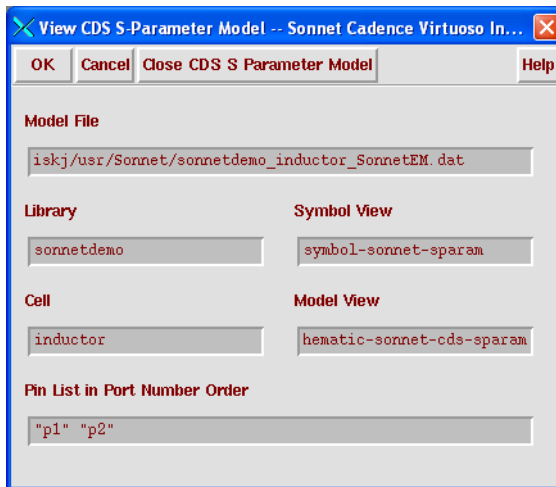 View CDS S-Parameter Model -- Sonnet Cadence Virtuoso In...
OK Cancel Close CDS S Parameter Model Help
Model File
iskj/usr/Sonnet/sonnetdemo_inductor_SonnetEM.dat
Library Symbol View
sonnetdemo symbol-sonnet-sparam
Cell Model View
inductor hematic-sonnet-cds-sparam
Pin List in Port Number Order
"p1" "p2"